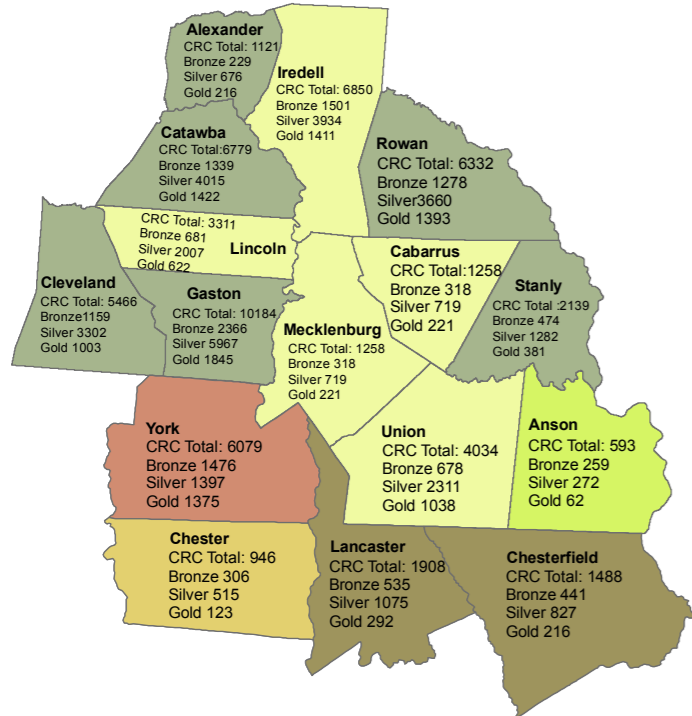 Alexander
CRC Total: 1121
Bronze 229
Silver 676
Gold 216
Iredell
CRC Total: 6850
Bronze 1501
Silver 3934
Gold 1411
Catawba
CRC Total:6779
Bronze 1339
Silver 4015
Gold 1422
Rowan
CRC Total: 6332
Bronze 1278
Silver3660
Gold 1393
CRC Total: 3311
Bronze 681
Silver 2007
Gold 622
Lincoln
Cleveland
CRC Total: 5466
Bronze1159
Silver 3302
Gold 1003
Gaston
CRC Total: 10184
Bronze 2366
Silver 5967
Gold 1845
Mecklenburg
CRC Total: 1258
Bronze 318
Silver 719
Gold 221
Cabarrus
CRC Total:1258
Bronze 318
Silver 719
Gold 221
Stanly
CRC Total :2139
Bronze 474
Silver 1282
Gold 381
York
CRC Total: 6079
Bronze 1476
Silver 1397
Gold 1375
Union
CRC Total: 4034
Bronze 678
Silver 2311
Gold 1038
Anson
CRC Total: 593
Bronze 259
Silver 272
Gold 62
Chester
CRC Total: 946
Bronze 306
Silver 515
Gold 123
Lancaster
CRC Total: 1908
Bronze 535
Silver 1075
Gold 292
Chesterfield
CRC Total: 1488
Bronze 441
Silver 827
Gold 216